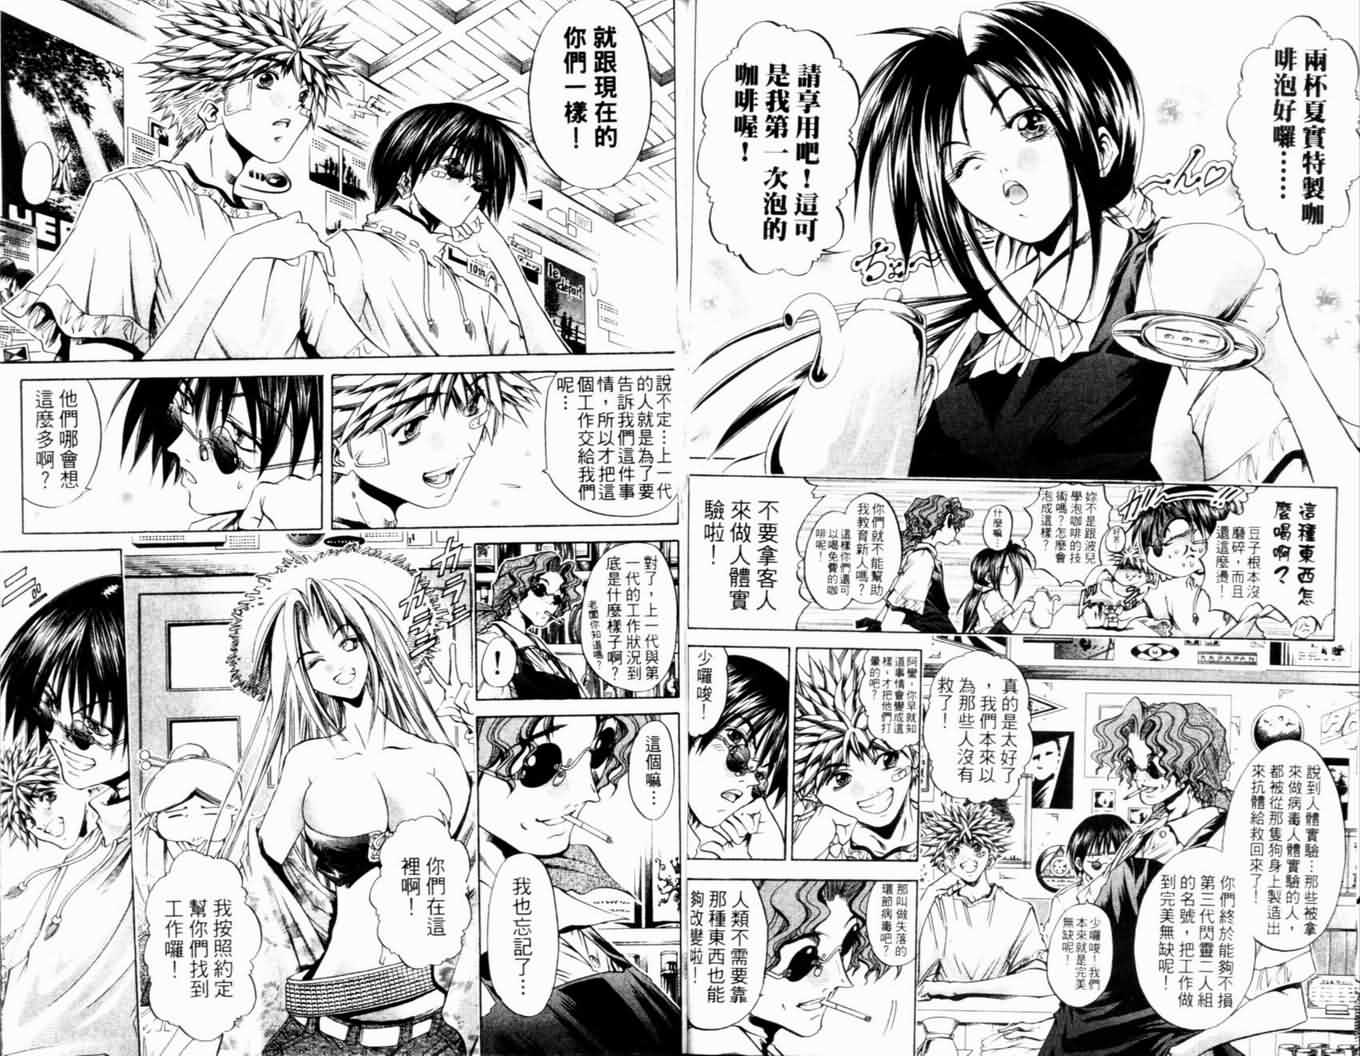 兩杯夏實特製咖
啡泡好囉……
請享用吧！這可
是我第一次泡的
咖啡喔！
～ん♡
ちょ～
這種東西怎
麼喝啊？
豆子根本沒
磨碎，而且
還這麼燙！
妳不是跟波兒
學泡咖啡的技
術嗎？怎麼會
泡成這樣？
什麼嘛
你們就不能幫助
我教育新人嗎？
這樣你們還可
以喝免費的咖
啡呢！
不要拿客人
來做人體實
驗啦！
說到人體實驗…那些被拿
來做病毒人體實驗的人，
都被從那隻狗身上製造出
來抗體給救回來了！
你們終於能夠不損
第三代閃靈二人組
的名號，把工作做
到完美無缺呢！
少囉唆！我們
本來就是完美
無缺呢！
真的是太好了
，我們本來以
為那些人沒有
救了！
阿蠻，你早就知
道事情會變成這
樣，才把他們打
暈的吧？
少囉唆！
那叫做失落的
環節病毒吧？
人類不需要靠
那種東西也能
夠改變啦！
就跟現在的
你們一樣！
le
départ
說不定…上一代
的人就是為了要
告訴我們這件事
情，所以才把這
個工作交給我們
呢…
他們哪會想
這麼多啊？
對了，上一代與第
一代的工作狀況到
底是什麼樣子啊？
老闆你知道嗎？
！
這個嘛…
我也忘記了…
カラ
カラーン
你們在這
裡啊！
我按照約定
幫你們找到
工作囉！